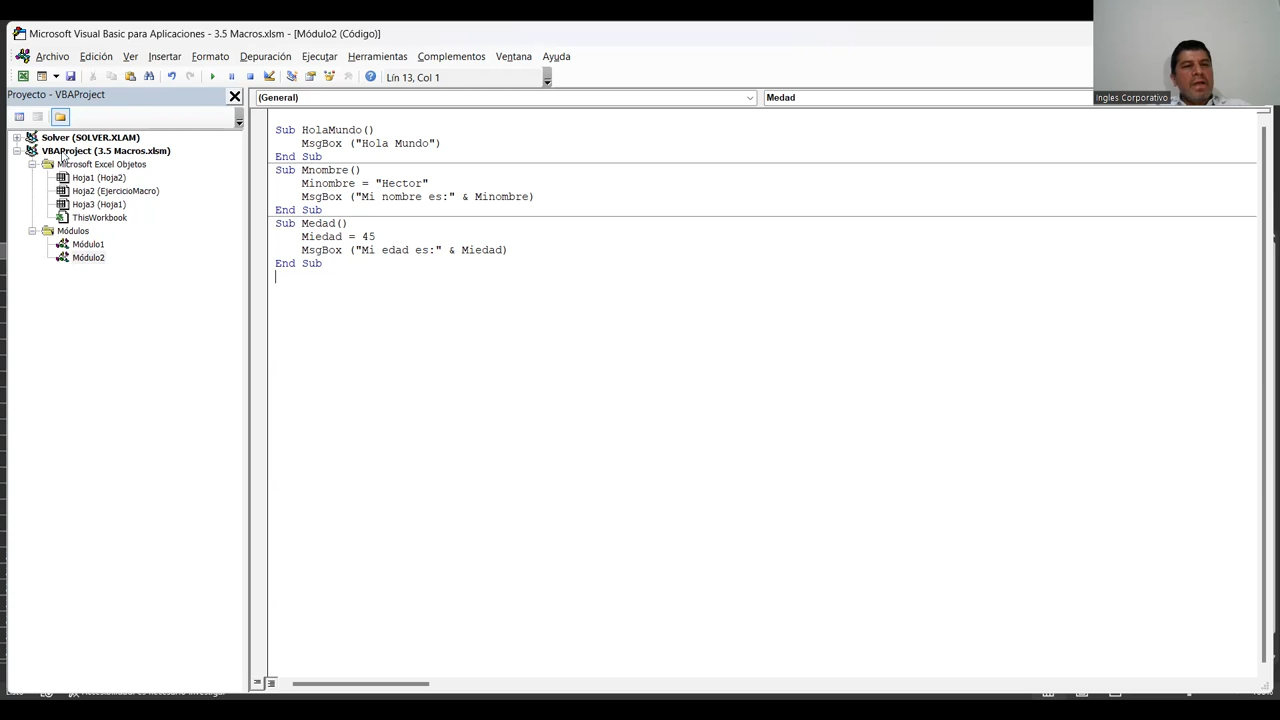 Microsoft Visual Basic para Aplicaciones - 3.5 Macros.xlsm - [Módulo2 (Código)]
Archivo Edición Ver Insertar Formato Depuración Ejecutar Herramientas Complementos Ventana Ayuda
Lín 13, Col 1
Ingles Corporativo
Proyecto - VBAProject
(General)
Medad
Solver (SOLVER.XLAM)
VBAProject (3.5 Macros.xlsm)
Microsoft Excel Objetos
Hoja1 (Hoja2)
Hoja2 (EjercicioMacro)
Hoja3 (Hoja1)
ThisWorkbook
Módulos
Módulo1
Módulo2
Sub HolaMundo()
MsgBox ("Hola Mundo")
End Sub
Sub Mnombre()
Minombre = "Hector"
MsgBox ("Mi nombre es:" & Minombre)
End Sub
Sub Medad()
Miedad = 45
MsgBox ("Mi edad es:" & Miedad)
End Sub